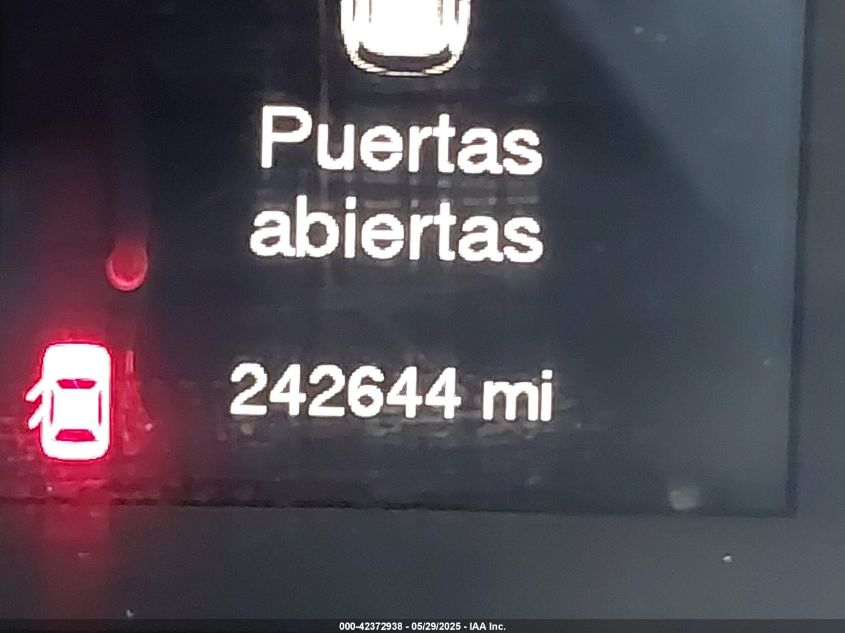 Puertas
abiertas
242644 mi
000-42372938 - 05/29/2025 - IAA Inc.